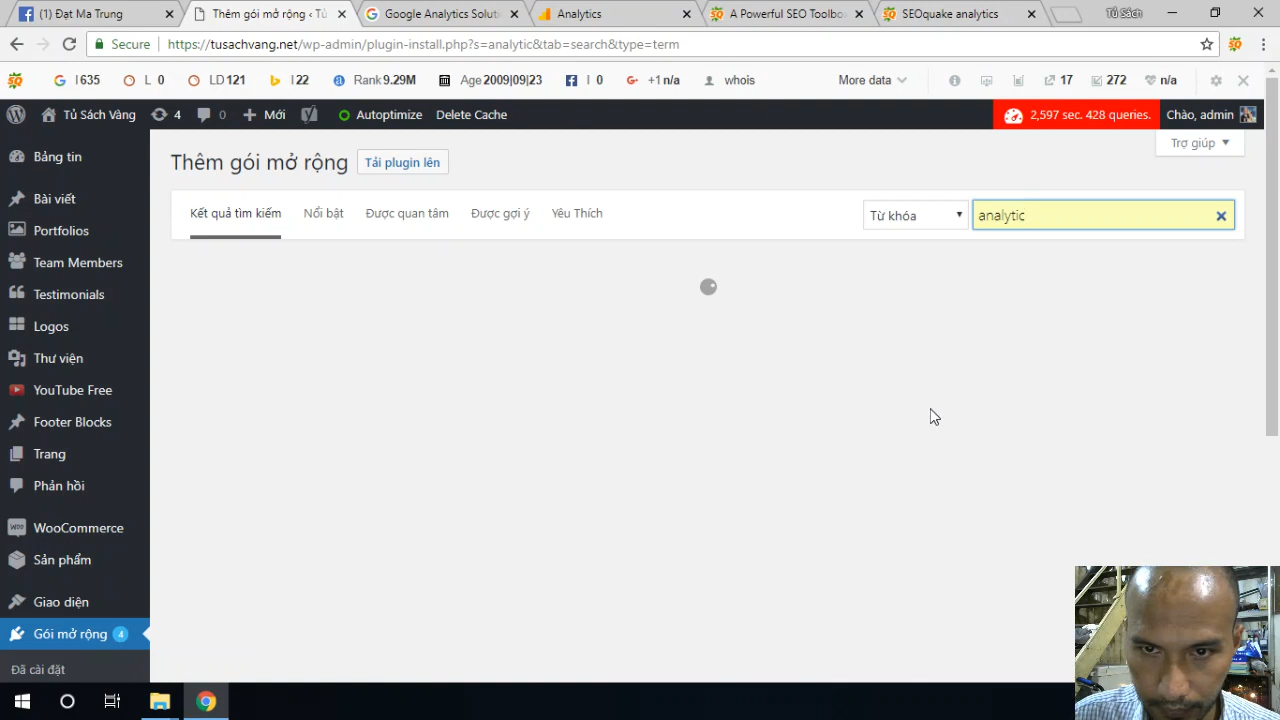 (1) Đạt Ma Trung
Thêm gói mở rộng ‹ Tủ
Google Analytics Solut
Analytics
A Powerful SEO Toolbox
SEOquake analytics
Tủ Sách
Secure
https://tusachvang.net/wp-admin/plugin-install.php?s=analytic&tab=search&type=term
I 635
L 0
LD 121
I 22
Rank 9.29M
Age 2009|09|23
I 0
+1 n/a
whois
More data
17
272
n/a
Tủ Sách Vàng
4
0
Mới
Autoptimize
Delete Cache
2,597 sec. 428 queries.
Chào, admin
Thêm gói mở rộng
Tải plugin lên
Trợ giúp
Kết quả tìm kiếm
Nổi bật
Được quan tâm
Được gợi ý
Yêu Thích
Từ khóa
analytic
Bảng tin
Bài viết
Portfolios
Team Members
Testimonials
Logos
Thư viện
YouTube Free
Footer Blocks
Trang
Phản hồi
WooCommerce
Sản phẩm
Giao diện
Gói mở rộng 4
Đã cài đặt